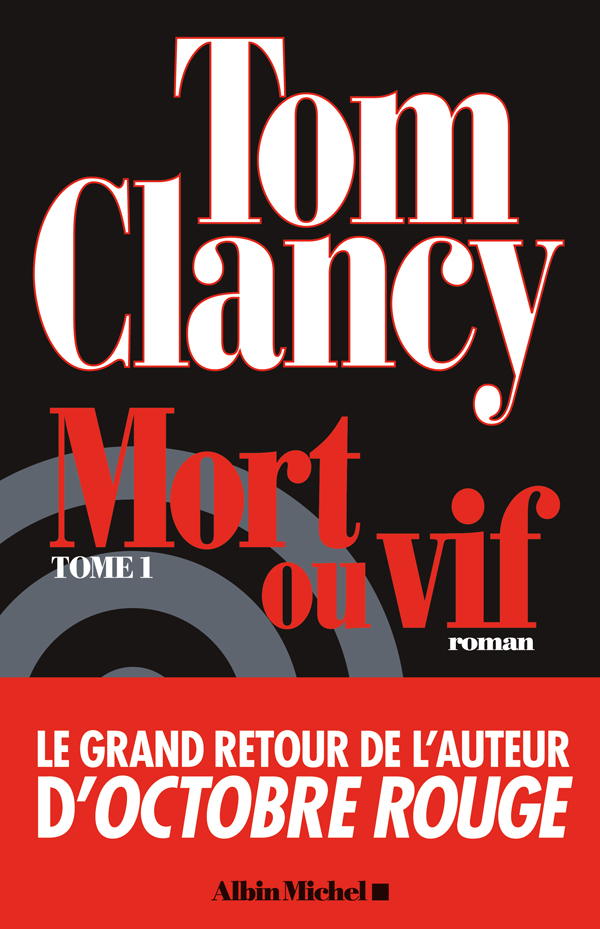 Tom
Clancy
Mort
ou vif
TOME 1
roman
LE GRAND RETOUR DE L'AUTEUR
D'OCTOBRE ROUGE
Albin Michel